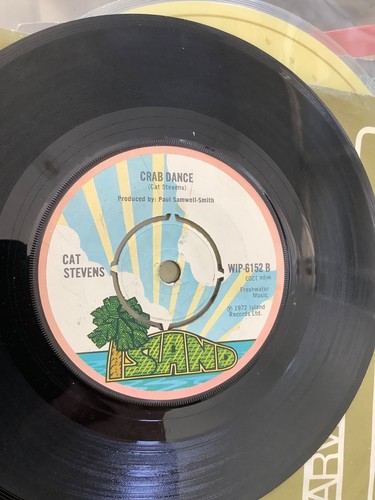 CRAB DANCE
(Cat Stevens)
Produced by: Paul Samwell-Smith
CAT
STEVENS
WIP-6152 B
Freshwater
Music
℗ 1972 Island
Records Ltd.
ISLAND